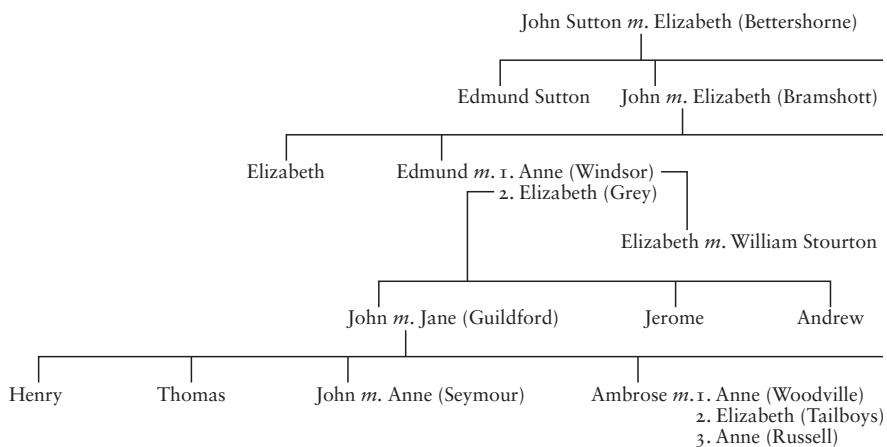 John Sutton m. Elizabeth (Bettershorne)
Edmund Sutton John m. Elizabeth (Bramshott)
Elizabeth Edmund m. 1. Anne (Windsor)
2. Elizabeth (Grey)
Elizabeth m. William Stourton
John m. Jane (Guildford) Jerome Andrew
Henry Thomas John m. Anne (Seymour) Ambrose m. 1. Anne (Woodville)
2. Elizabeth (Tailboys)
3. Anne (Russell)